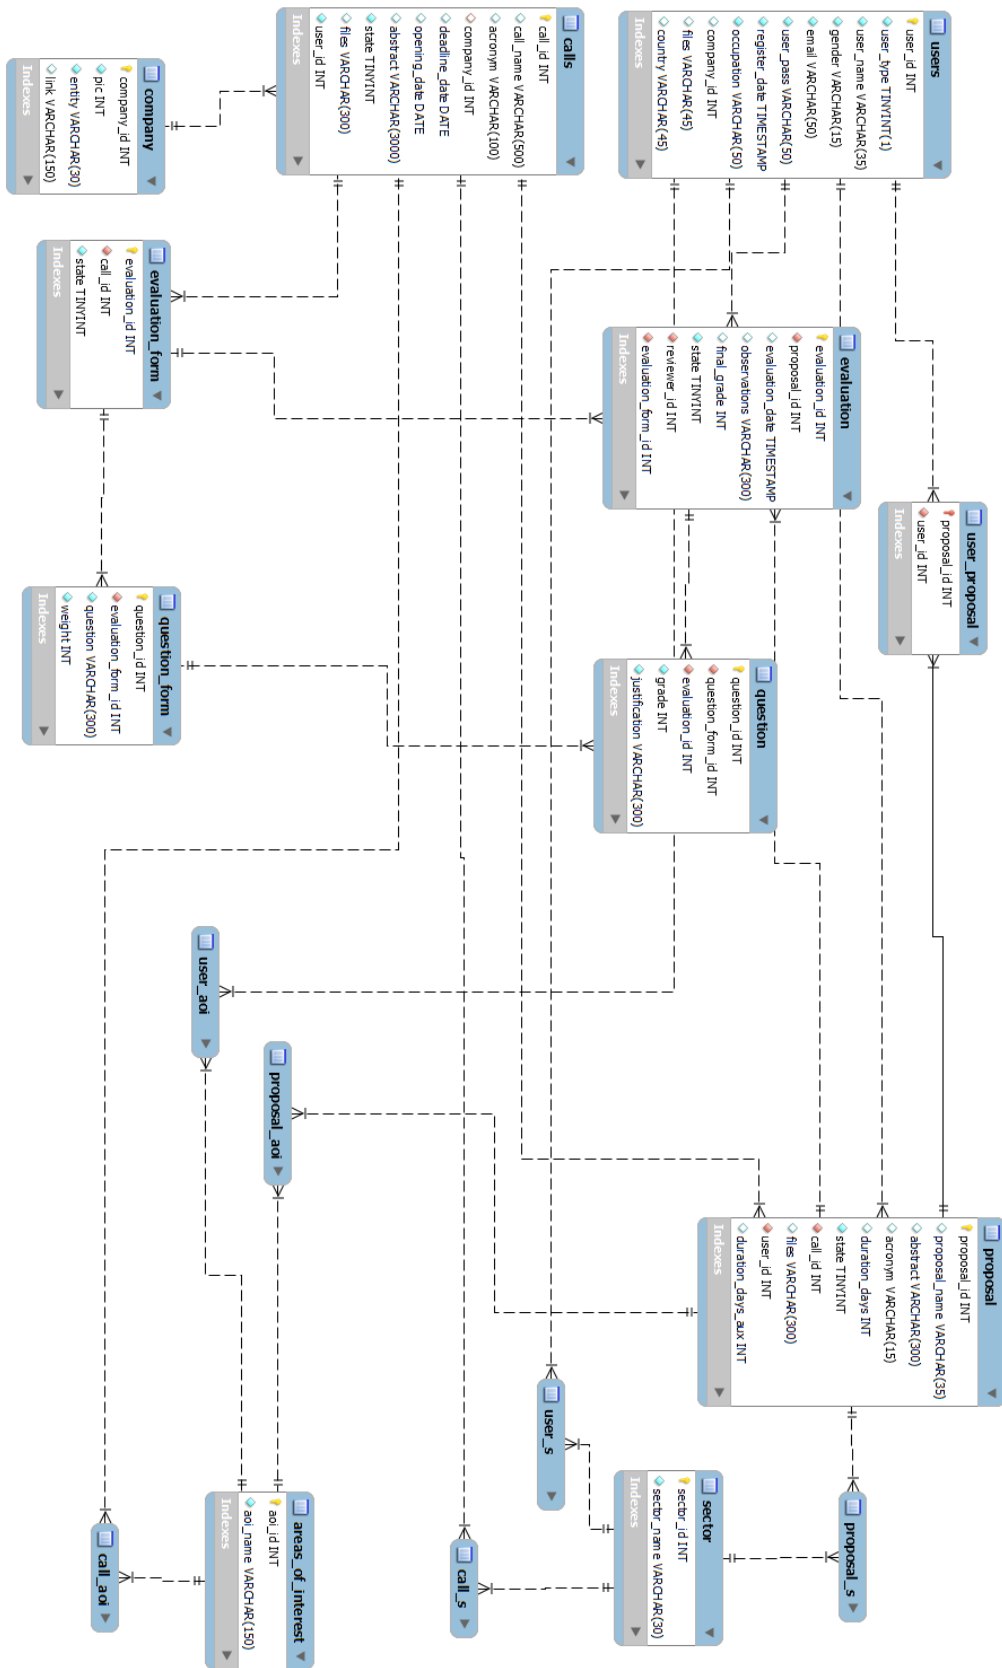 users
user_id INT
user_type TINYINT(1)
user_name VARCHAR(35)
gender VARCHAR(15)
email VARCHAR(50)
user_pass VARCHAR(50)
register_date TIMESTAMP
occupation VARCHAR(50)
company_id INT
files VARCHAR(45)
country VARCHAR(45)
Indexes
user_proposal
proposal_id INT
user_id INT
Indexes
proposal
proposal_id INT
proposal_name VARCHAR(35)
abstract VARCHAR(300)
acronym VARCHAR(15)
duration_days INT
state TINYINT
call_id INT
files VARCHAR(300)
user_id INT
duration_days_aux INT
Indexes
proposal_s
evaluation
evaluation_id INT
proposal_id INT
evaluation_date TIMESTAMP
observations VARCHAR(300)
final_grade INT
state TINYINT
reviewer_id INT
evaluation_form_id INT
Indexes
question
question_id INT
question_form_id INT
evaluation_id INT
grade INT
justification VARCHAR(300)
Indexes
sector
sector_id INT
sector_name VARCHAR(30)
Indexes
user_s
call_s
calls
call_id INT
call_name VARCHAR(500)
acronym VARCHAR(100)
company_id INT
deadline_date DATE
opening_date DATE
abstract VARCHAR(3000)
state TINYINT
files VARCHAR(300)
user_id INT
Indexes
proposal_aoi
user_aoi
areas_of_interest
aoi_id INT
aoi_name VARCHAR(150)
Indexes
call_aoi
company
company_id INT
pic INT
entity VARCHAR(30)
link VARCHAR(150)
Indexes
evaluation_form
evaluation_id INT
call_id INT
state TINYINT
Indexes
question_form
question_id INT
evaluation_form_id INT
question VARCHAR(300)
weight INT
Indexes